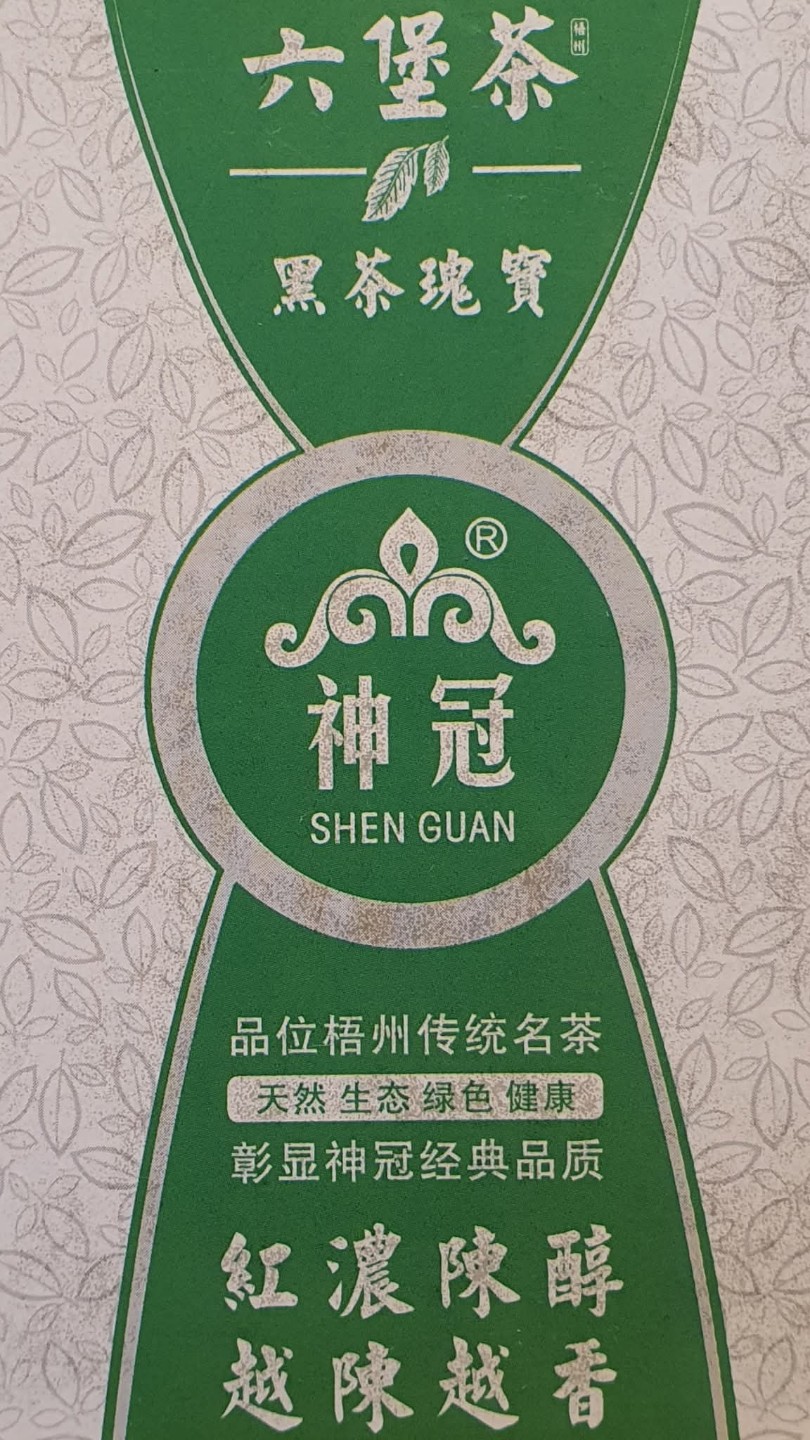 六堡茶
梧州
黑茶瑰寶
®
神冠
SHEN GUAN
品位梧州传统名茶
天然 生态 绿色 健康
彰显神冠经典品质
紅濃陳醇
越陳越香